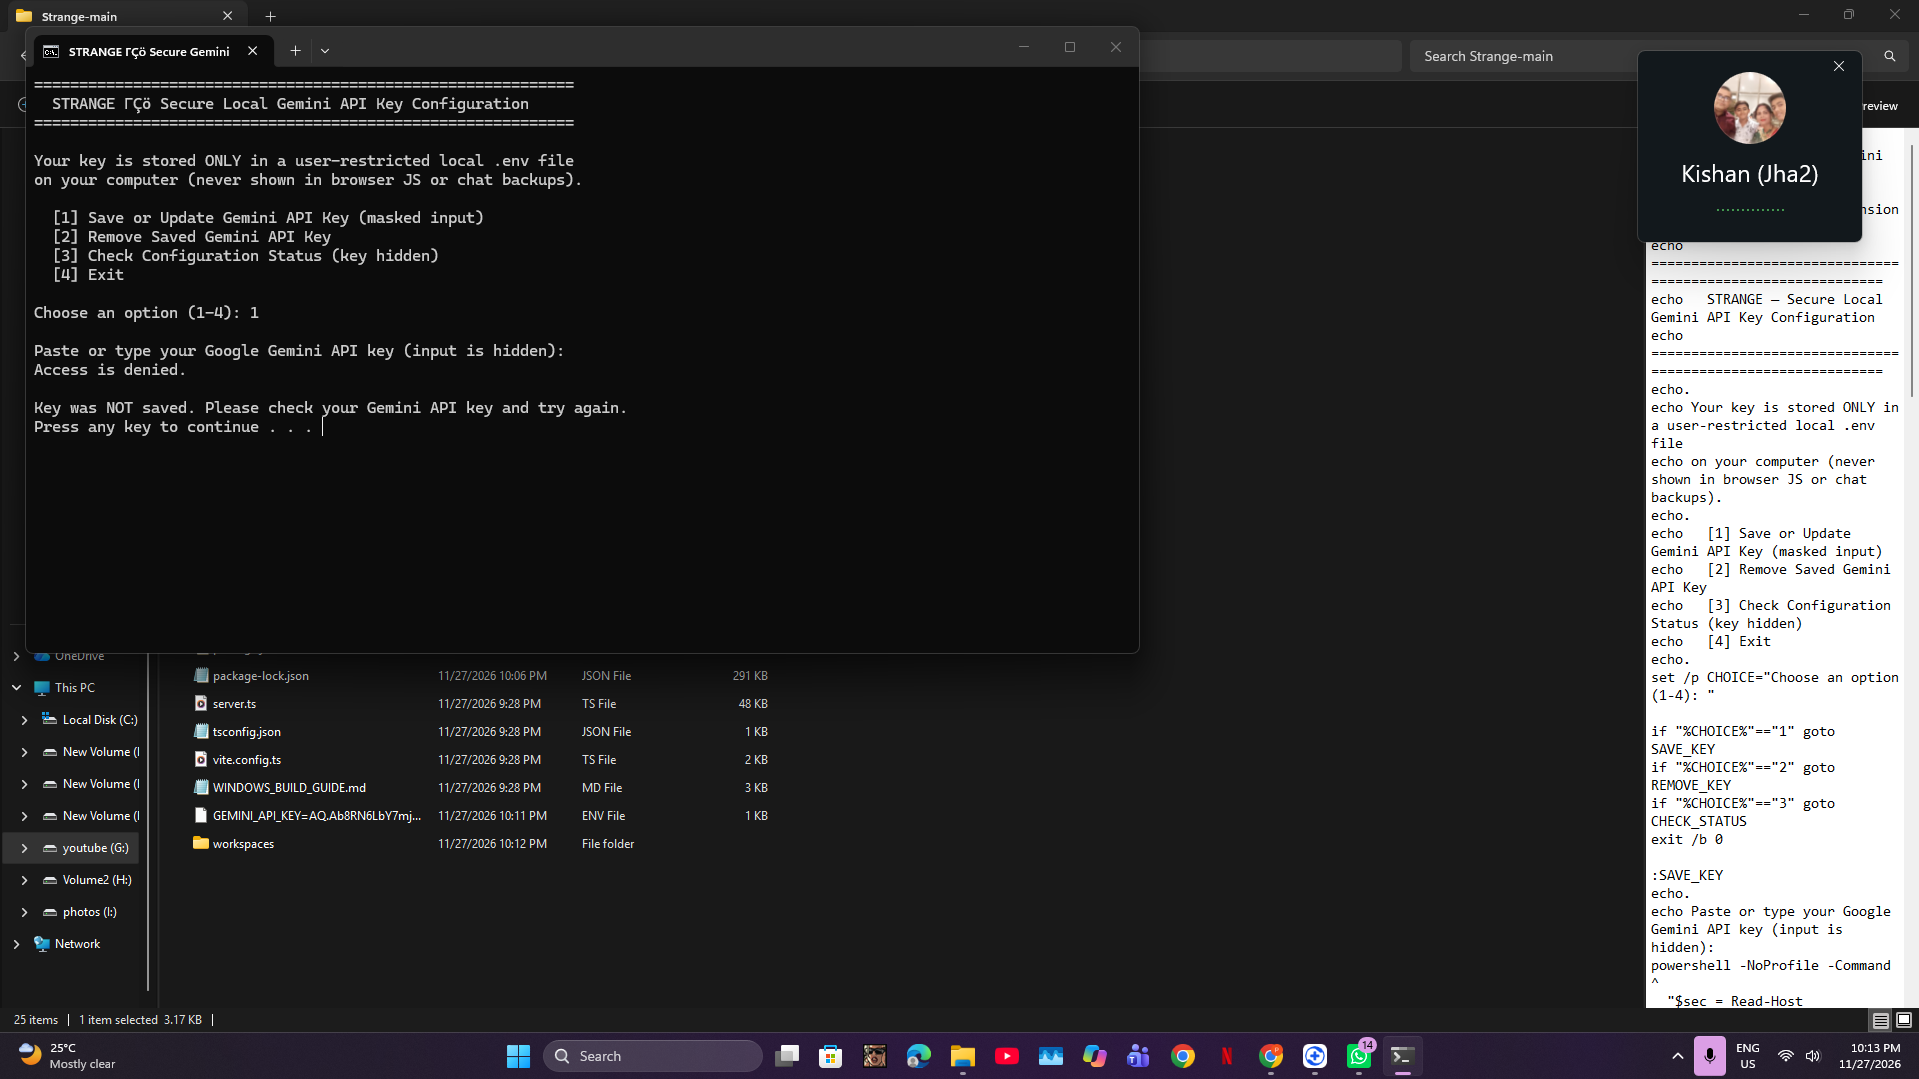 Strange-main
STRANGE ΓÇö Secure Gemini
Search Strange-main
============================================================
STRANGE ΓÇö Secure Local Gemini API Key Configuration
============================================================
Your key is stored ONLY in a user-restricted local .env file
on your computer (never shown in browser JS or chat backups).
[1] Save or Update Gemini API Key (masked input)
[2] Remove Saved Gemini API Key
[3] Check Configuration Status (key hidden)
[4] Exit
Choose an option (1-4): 1
Paste or type your Google Gemini API key (input is hidden):
Access is denied.
Key was NOT saved. Please check your Gemini API key and try again.
Press any key to continue . . .
Kishan (Jha2)
OneDrive
This PC
Local Disk (C:)
New Volume (
New Volume (
New Volume (
youtube (G:)
Volume2 (H:)
photos (I:)
Network
package-lock.json 11/27/2026 10:06 PM JSON File 291 KB
server.ts 11/27/2026 9:28 PM TS File 48 KB
tsconfig.json 11/27/2026 9:28 PM JSON File 1 KB
vite.config.ts 11/27/2026 9:28 PM TS File 2 KB
WINDOWS_BUILD_GUIDE.md 11/27/2026 9:28 PM MD File 3 KB
GEMINI_API_KEY=AQ.Ab8RN6LbY7mj... 11/27/2026 10:11 PM ENV File 1 KB
workspaces 11/27/2026 10:12 PM File folder
review
ini
nsion
echo
===============================
=============================
echo STRANGE — Secure Local
Gemini API Key Configuration
echo
===============================
=============================
echo.
echo Your key is stored ONLY in
a user-restricted local .env
file
echo on your computer (never
shown in browser JS or chat
backups).
echo.
echo [1] Save or Update
Gemini API Key (masked input)
echo [2] Remove Saved Gemini
API Key
echo [3] Check Configuration
Status (key hidden)
echo [4] Exit
echo.
set /p CHOICE="Choose an option
(1-4): "
if "%CHOICE%"=="1" goto
SAVE_KEY
if "%CHOICE%"=="2" goto
REMOVE_KEY
if "%CHOICE%"=="3" goto
CHECK_STATUS
exit /b 0
:SAVE_KEY
echo.
echo Paste or type your Google
Gemini API key (input is
hidden):
powershell -NoProfile -Command
^
"$sec = Read-Host
25 items 1 item selected 3.17 KB
25°C
Mostly clear
Search
14
ENG
US
10:13 PM
11/27/2026